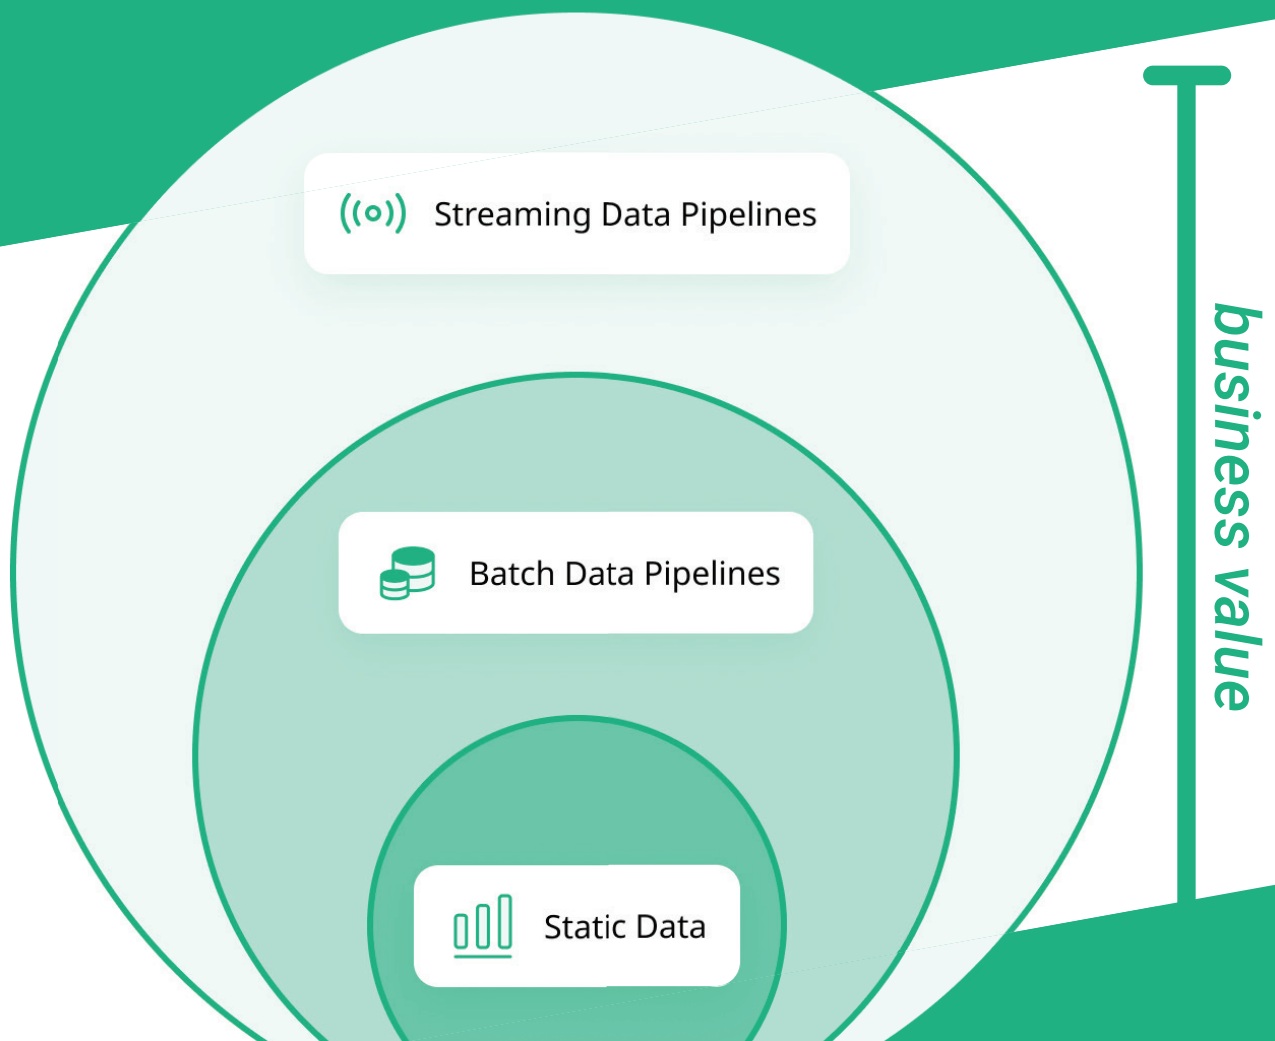 Streaming Data Pipelines
business value
Batch Data Pipelines
Static Data